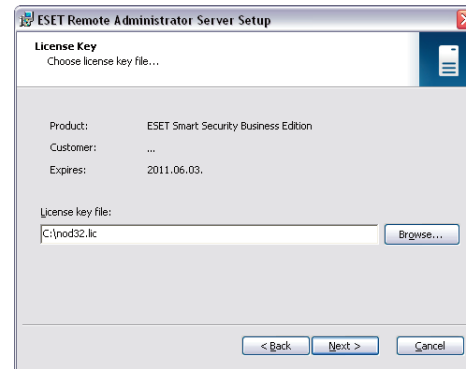 ESET Remote Administrator Server Setup
License Key
Choose license key file...
Product: ESET Smart Security Business Edition
Customer: ...
Expires: 2011.06.03.
License key file:
C:\nod32.lic Browse...
< Back Next > Cancel